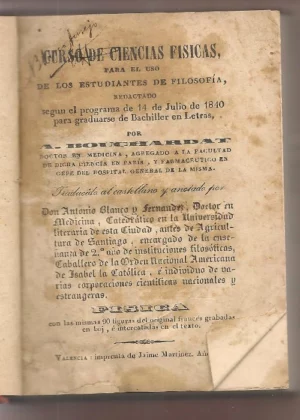 CURSO DE CIENCIAS FISICAS,
PARA EL USO
DE LOS ESTUDIANTES DE FILOSOFÍA,
REDACTADO
segun el programa de 14 de Julio de 1840
para graduarse de Bachiller en Letras,
POR
A. BOUCHARDAT
DOCTOR EN MEDICINA, AGREGADO A LA FACULTAD
DE DICHA CIENCIA EN PARIS, Y FARMACEUTICO EN
GEFE DEL HOSPITAL GENERAL DE LA MISMA.
Traducido al castellano y anotado por
Don Antonio Blanco y Fernandez, Doctor en
Medicina, Catedrático en la Universidad
literaria de esta Ciudad, antes de Agricul-
tura de Santiago, encargado de la ense-
nanza de 2.º año de instituciones filosóficas,
Caballero de la Orden Nacional Americana
de Isabel la Católica, é individuo de va-
rias corporaciones científicas nacionales y
estrangeras.
FISICA
con las mismas 90 figuras del original frances grabadas
en boj, é intercaladas en el texto.
VALENCIA: imprenta de Jaime Martinez. Año